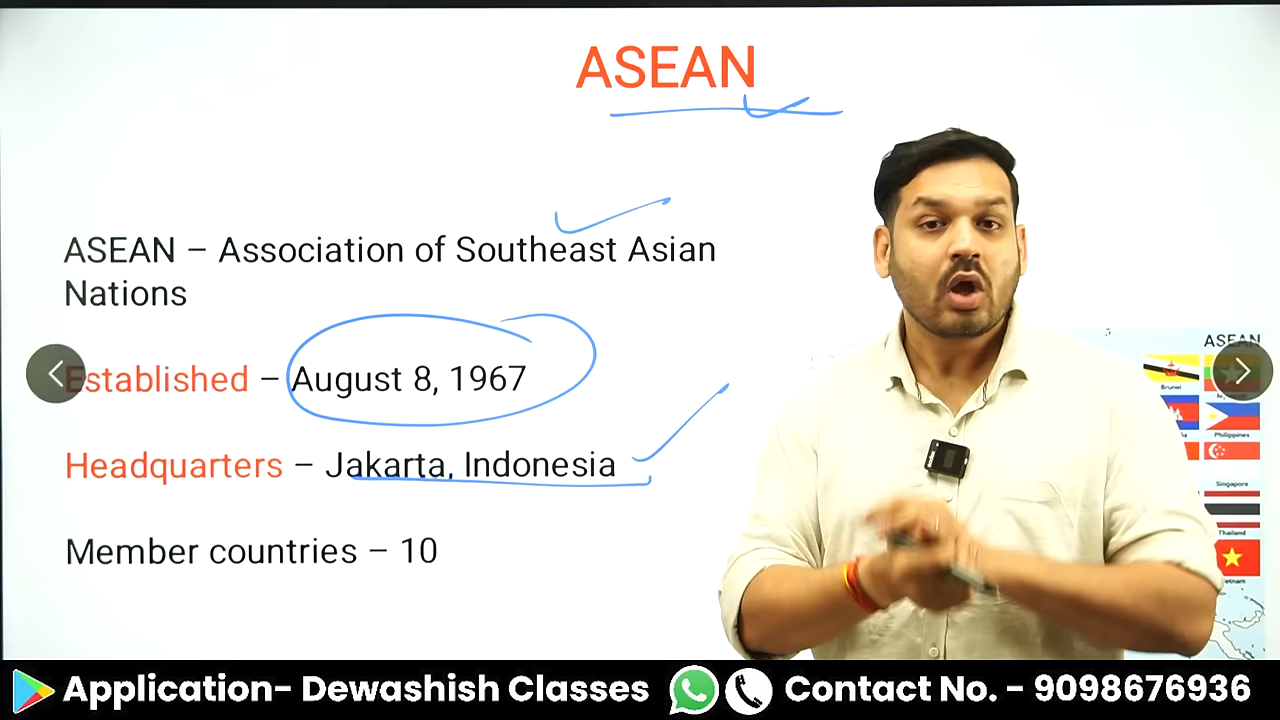 ASEAN
ASEAN – Association of Southeast Asian
Nations
Established – August 8, 1967
Headquarters – Jakarta, Indonesia
Member countries – 10
ASEAN
Brunei
Philippines
Singapore
Thailand
Application- Dewashish Classes
Contact No. - 9098676936